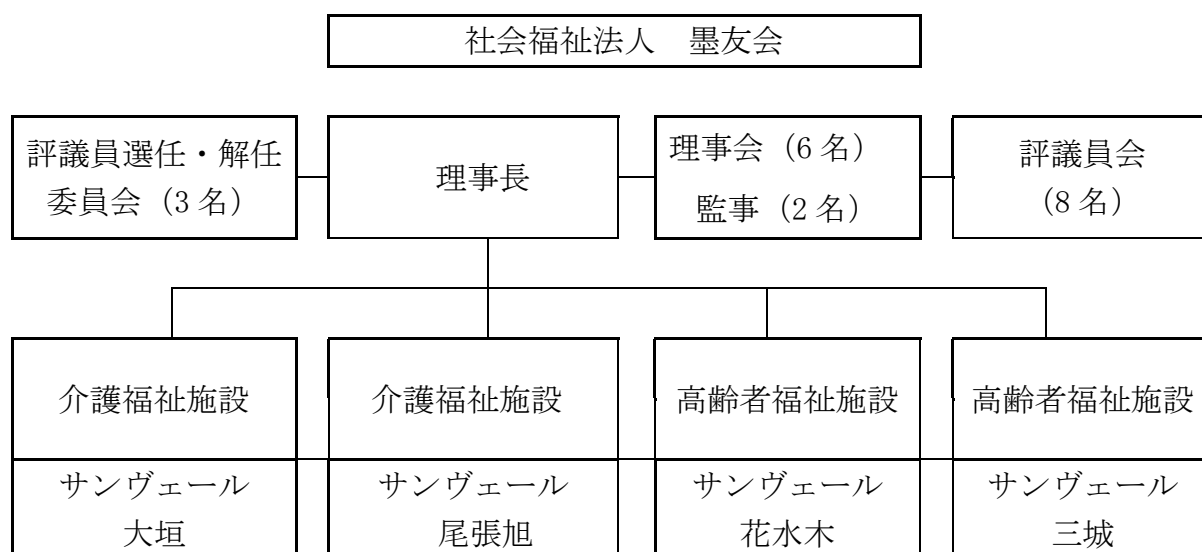 社会福祉法人　墨友会
評議員選任・解任
委員会（3名）
理事長
理事会（6名）
監事（2名）
評議員会
（8名）
介護福祉施設
介護福祉施設
高齢者福祉施設
高齢者福祉施設
サンヴェール
大垣
サンヴェール
尾張旭
サンヴェール
花水木
サンヴェール
三城